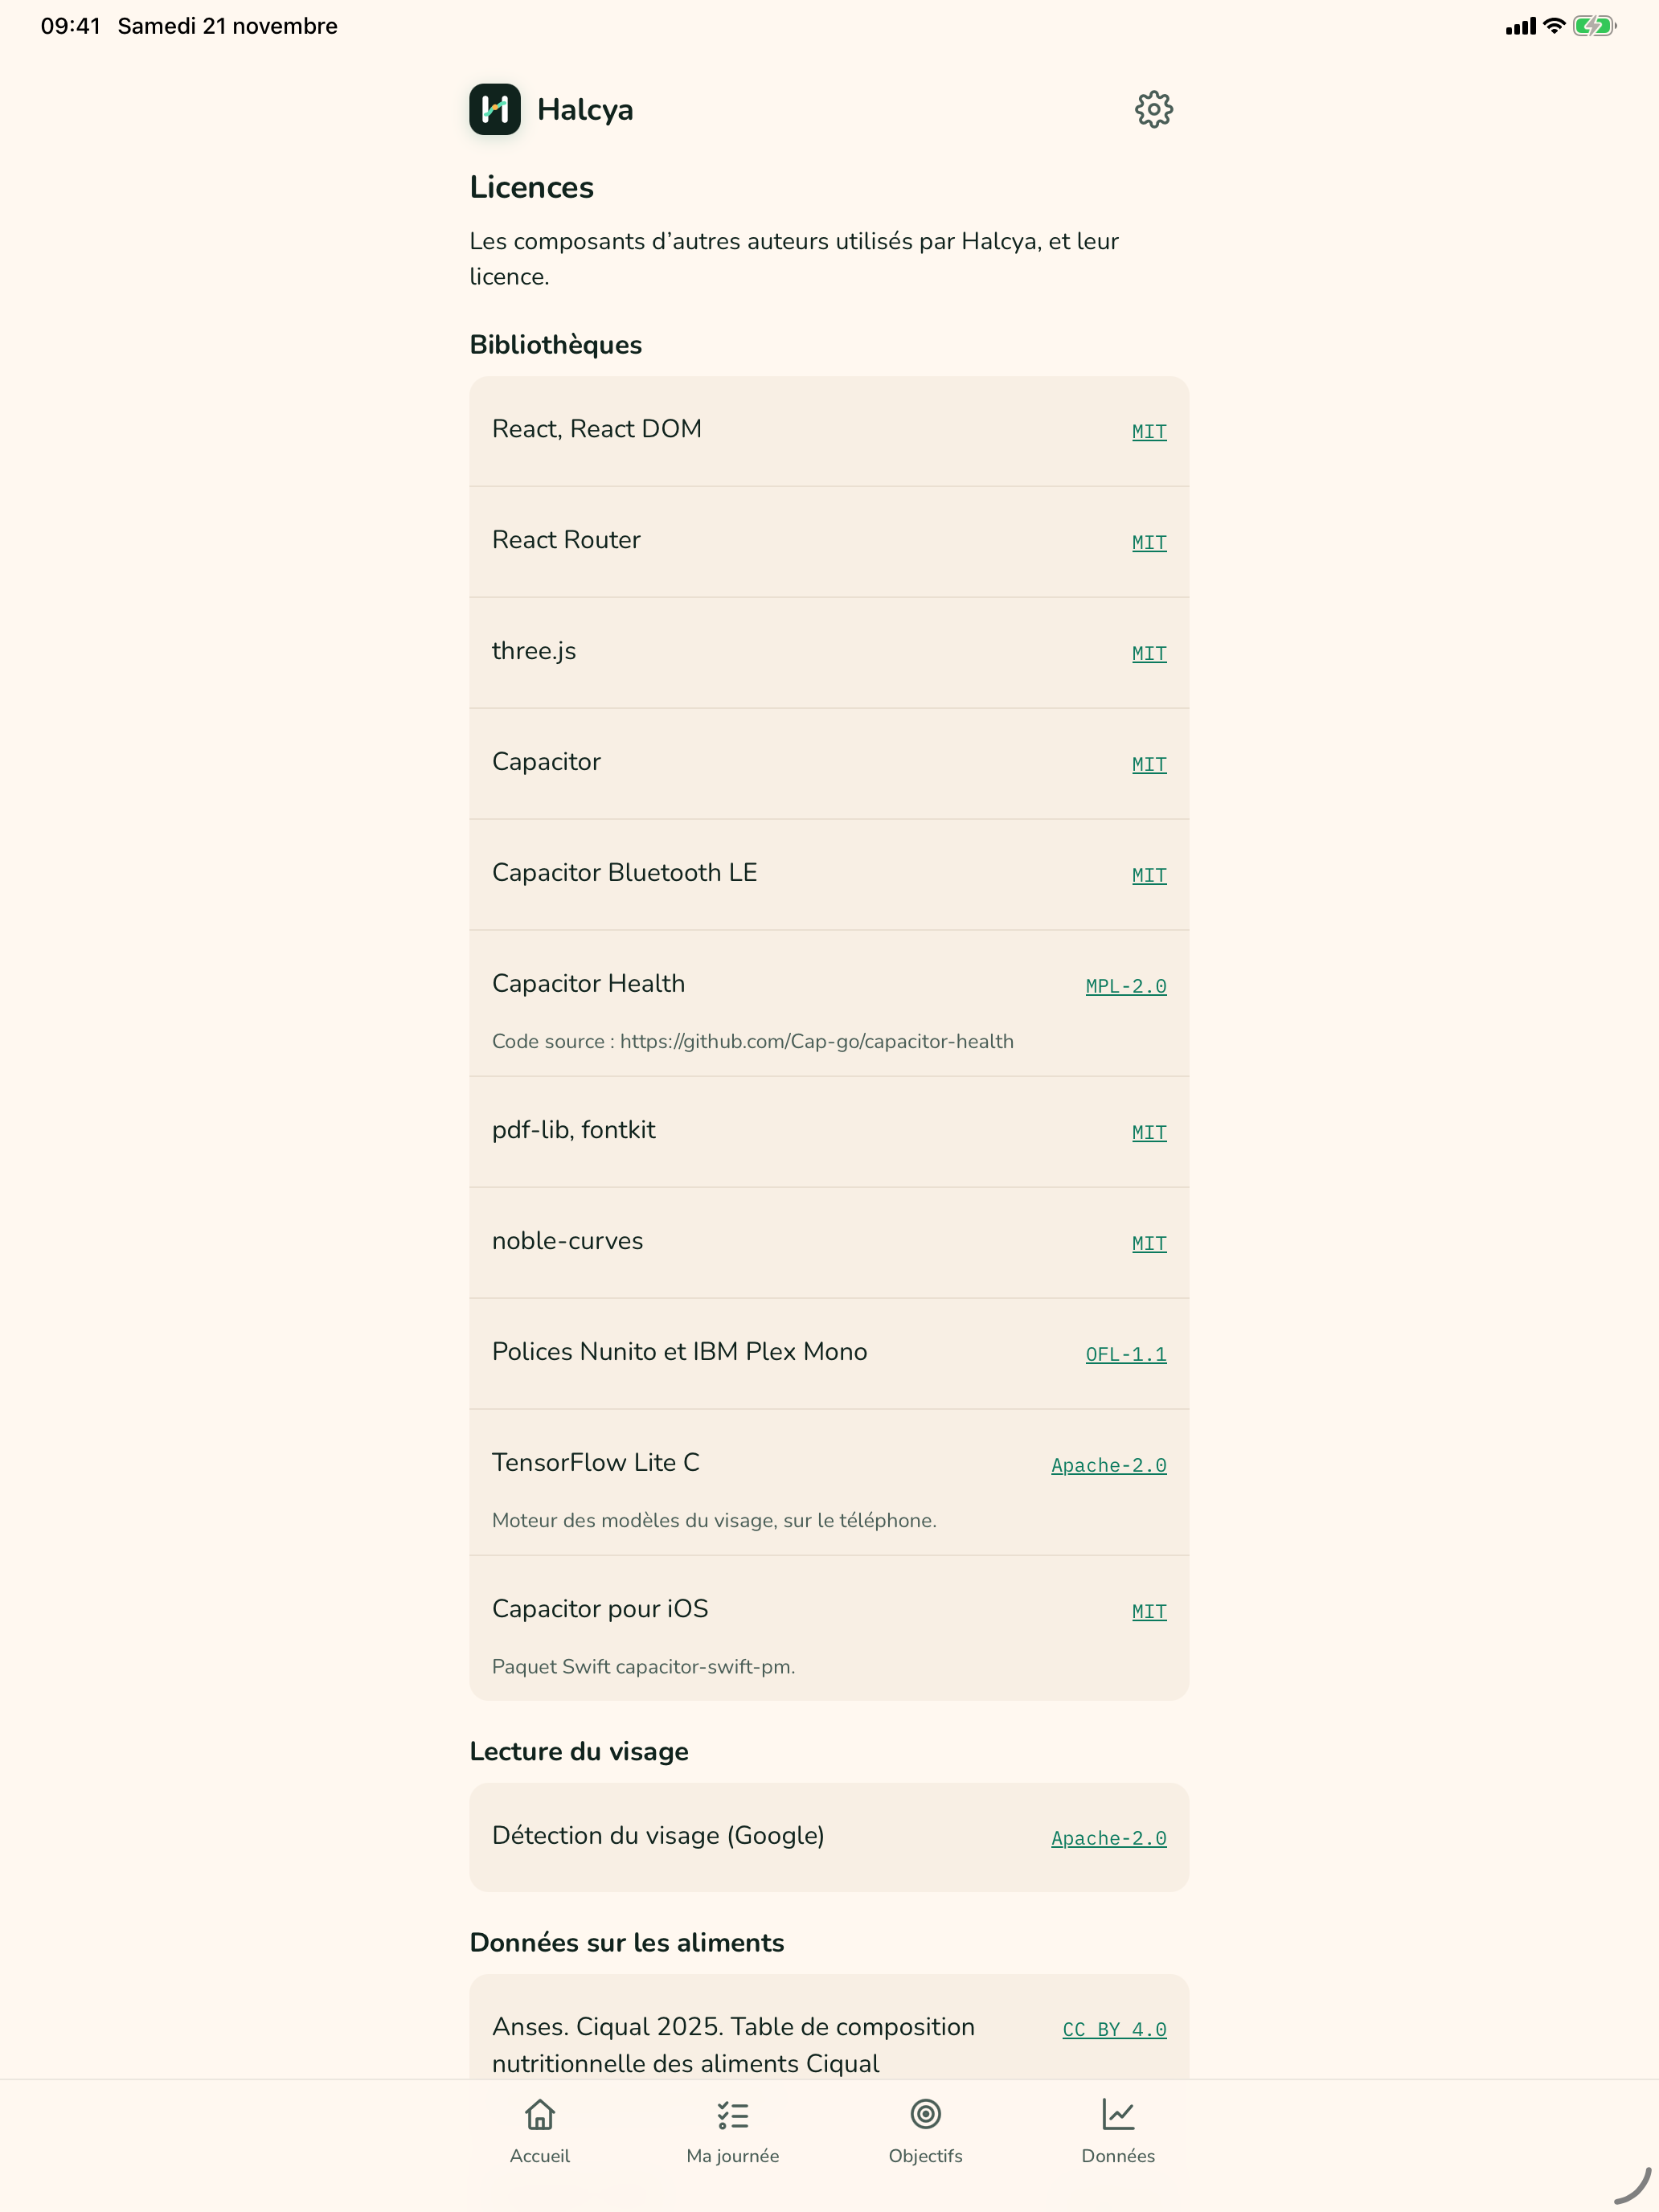 09:41 Samedi 21 novembre
Halcya
Licences
Les composants d’autres auteurs utilisés par Halcya, et leur
licence.
Bibliothèques
React, React DOM MIT
React Router MIT
three.js MIT
Capacitor MIT
Capacitor Bluetooth LE MIT
Capacitor Health MPL-2.0
Code source : https://github.com/Cap-go/capacitor-health
pdf-lib, fontkit MIT
noble-curves MIT
Polices Nunito et IBM Plex Mono OFL-1.1
TensorFlow Lite C Apache-2.0
Moteur des modèles du visage, sur le téléphone.
Capacitor pour iOS MIT
Paquet Swift capacitor-swift-pm.
Lecture du visage
Détection du visage (Google) Apache-2.0
Données sur les aliments
Anses. Ciqual 2025. Table de composition CC BY 4.0
nutritionnelle des aliments Ciqual
Accueil Ma journée Objectifs Données